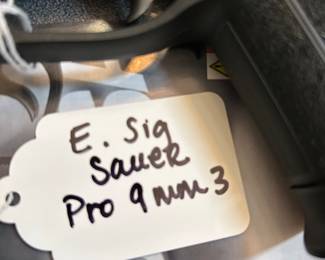 E. Sig
Sauer
Pro 9mm 3